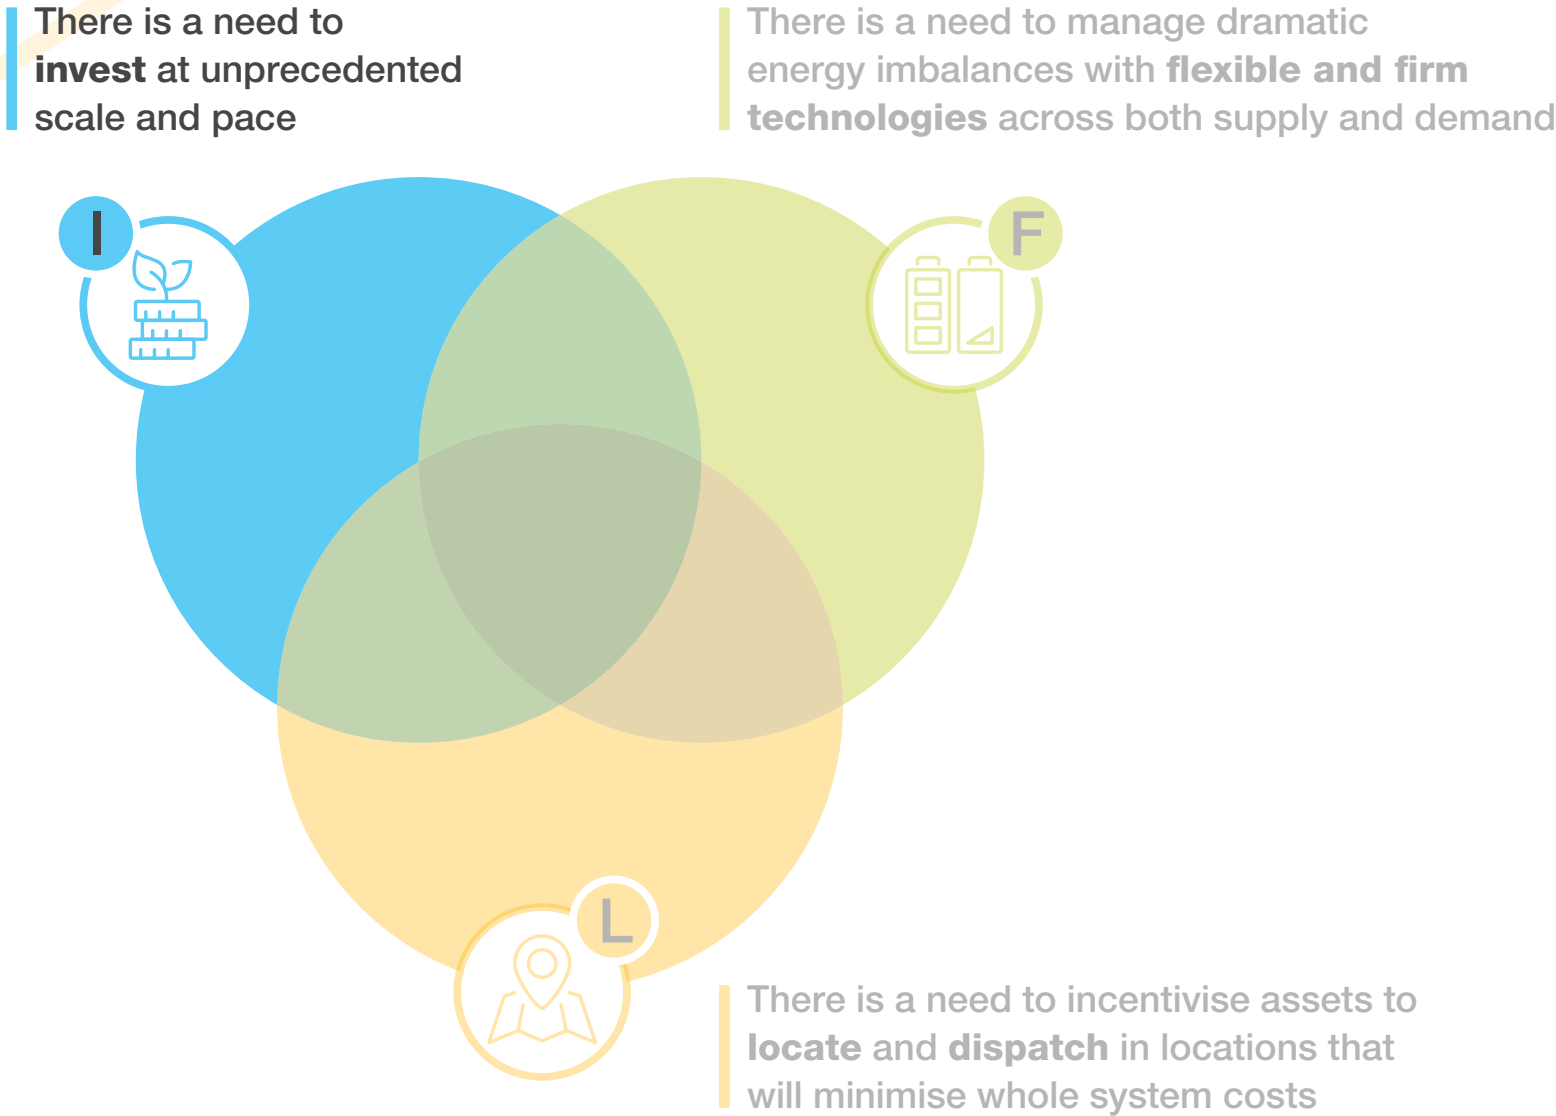 There is a need to
invest at unprecedented
scale and pace
There is a need to manage dramatic
energy imbalances with flexible and firm
technologies across both supply and demand
I
F
L
There is a need to incentivise assets to
locate and dispatch in locations that
will minimise whole system costs